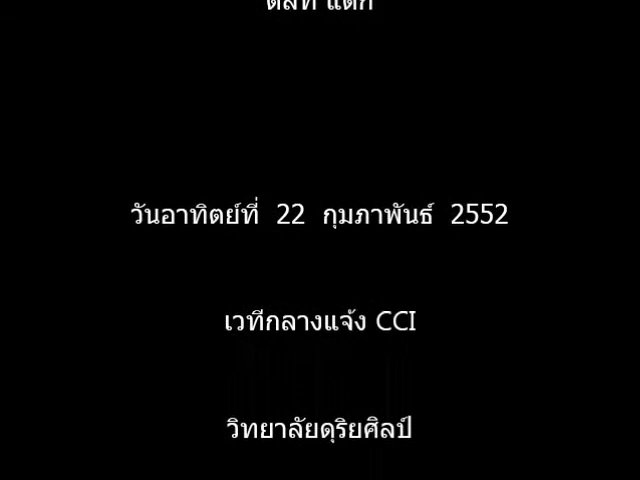 วันอาทิตย์ที่ 22 กุมภาพันธ์ 2552
เวทีกลางแจ้ง CCI
วิทยาลัยดุริยศิลป์